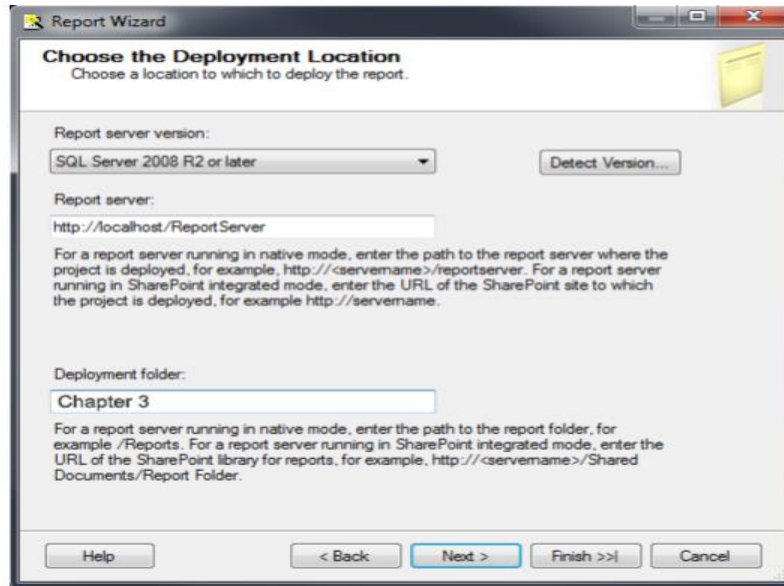 Report Wizard
Choose the Deployment Location
Choose a location to which to deploy the report.
Report server version:
SQL Server 2008 R2 or later
Detect Version...
Report server:
http://localhost/ReportServer
For a report server running in native mode, enter the path to the report server where the
project is deployed, for example, http://<servername>/reportserver. For a report server
running in SharePoint integrated mode, enter the URL of the SharePoint site to which
the project is deployed, for example http://servername.
Deployment folder:
Chapter 3
For a report server running in native mode, enter the path to the report folder, for
example /Reports. For a report server running in SharePoint integrated mode, enter the
URL of the SharePoint library for reports, for example, http://<servername>/Shared
Documents/Report Folder.
Help
< Back
Next >
Finish >>|
Cancel